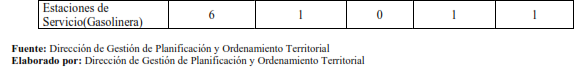 Estaciones de
Servicio(Gasolinera) 6 1 0 1 1
Fuente: Dirección de Gestión de Planificación y Ordenamiento Territorial
Elaborado por: Dirección de Gestión de Planificación y Ordenamiento Territorial